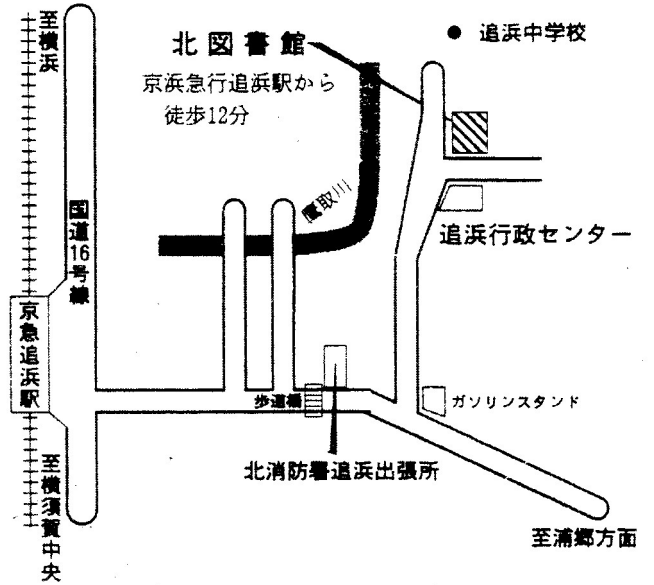 至横浜
北図書館
京浜急行追浜駅から
徒歩12分
追浜中学校
国道16号線
鷹取川
追浜行政センター
京急追浜駅
歩道橋
ガソリンスタンド
北消防署追浜出張所
至横須賀中央
至浦郷方面